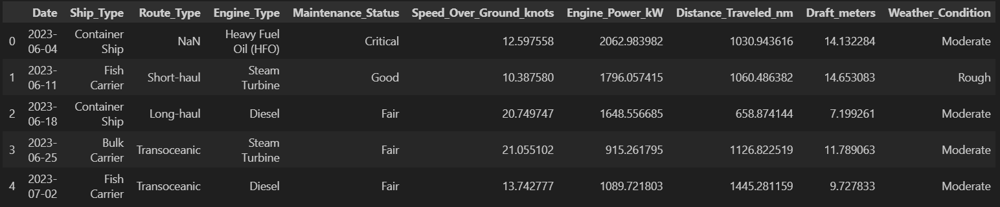 Date Ship_Type Route_Type Engine_Type Maintenance_Status Speed_Over_Ground_knots Engine_Power_kW Distance_Traveled_nm Draft_meters Weather_Condition
0 2023-06-04 Container Ship NaN Heavy Fuel Oil (HFO) Critical 12.597558 2062.983982 1030.943616 14.132284 Moderate
1 2023-06-11 Fish Carrier Short-haul Steam Turbine Good 10.387580 1796.057415 1060.486382 14.653083 Rough
2 2023-06-18 Container Ship Long-haul Diesel Fair 20.749747 1648.556685 658.874144 7.199261 Moderate
3 2023-06-25 Bulk Carrier Transoceanic Steam Turbine Fair 21.055102 915.261795 1126.822519 11.789063 Moderate
4 2023-07-02 Fish Carrier Transoceanic Diesel Fair 13.742777 1089.721803 1445.281159 9.727833 Moderate